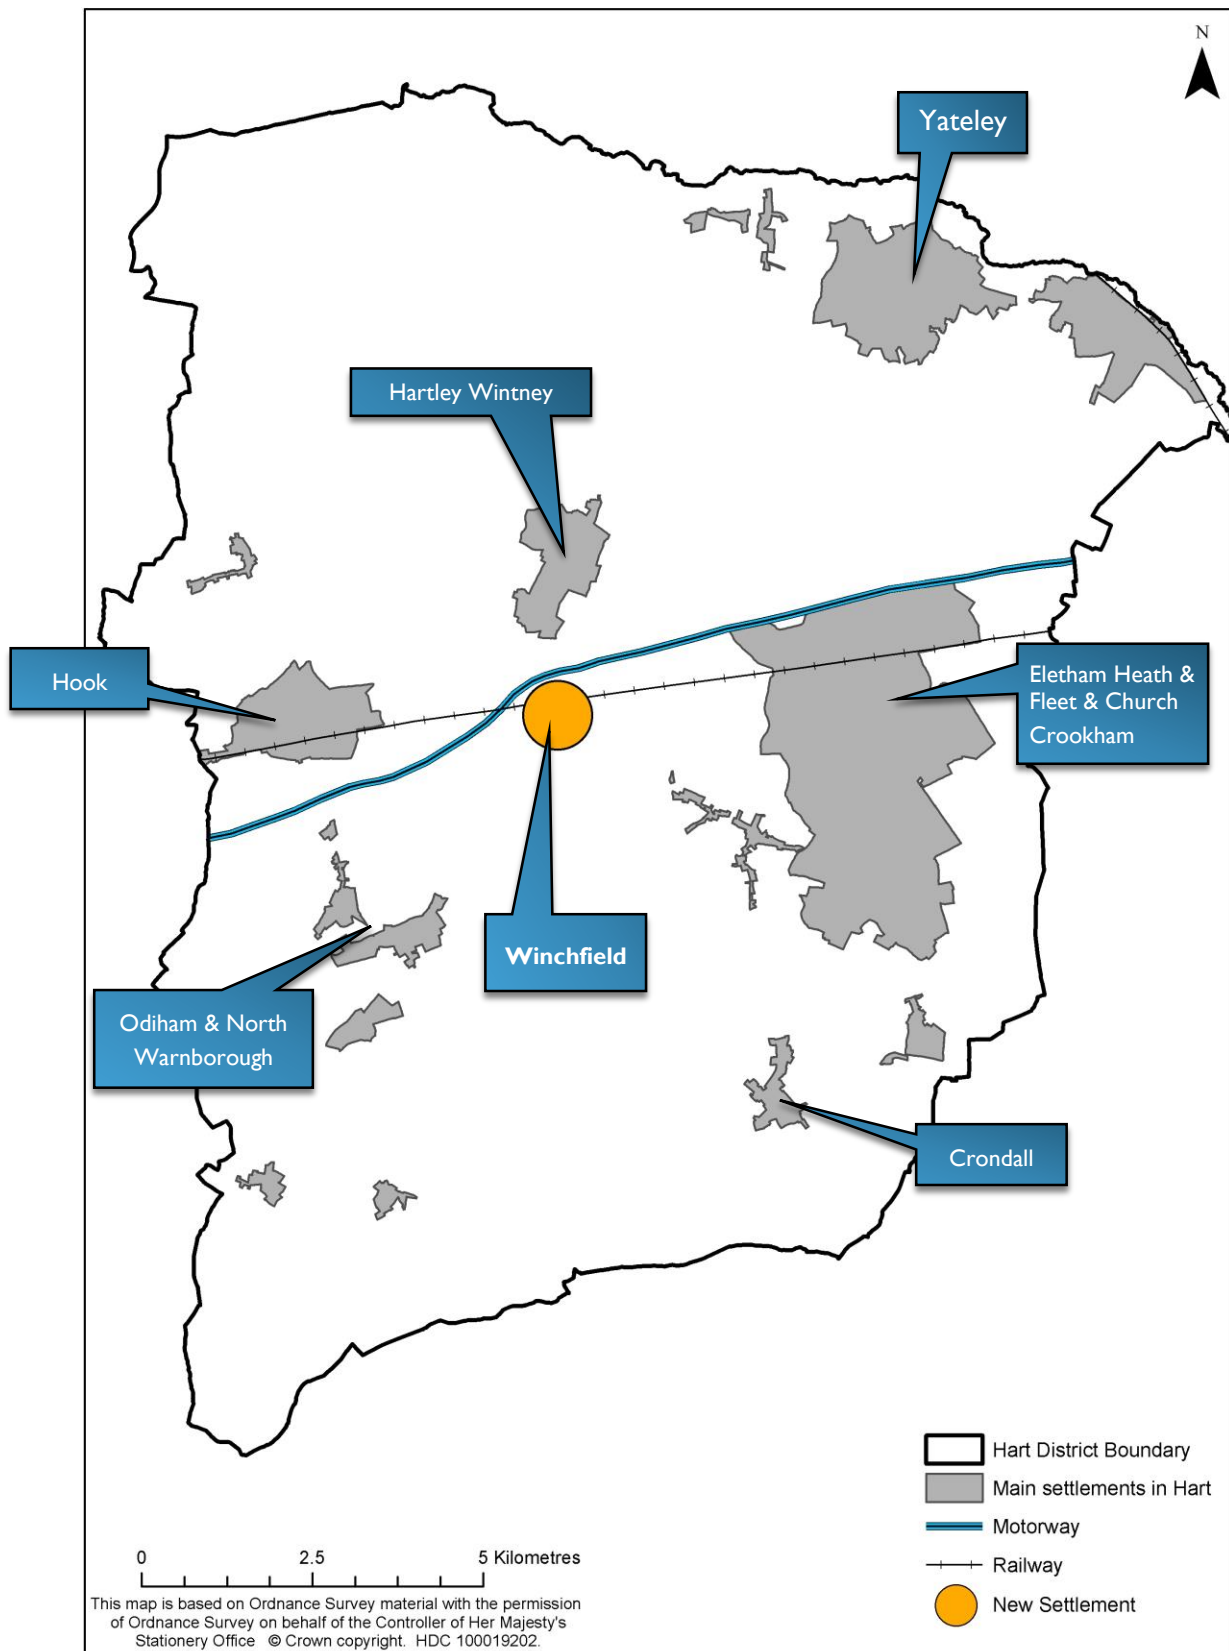 N
Yateley
Hartley Wintney
Hook
Eletham Heath &
Fleet & Church
Crookham
Winchfield
Odiham & North
Warnborough
Crondall
Hart District Boundary
Main settlements in Hart
Motorway
Railway
New Settlement
0 2.5 5 Kilometres
This map is based on Ordnance Survey material with the permission
of Ordnance Survey on behalf of the Controller of Her Majesty's
Stationery Office © Crown copyright. HDC 100019202.